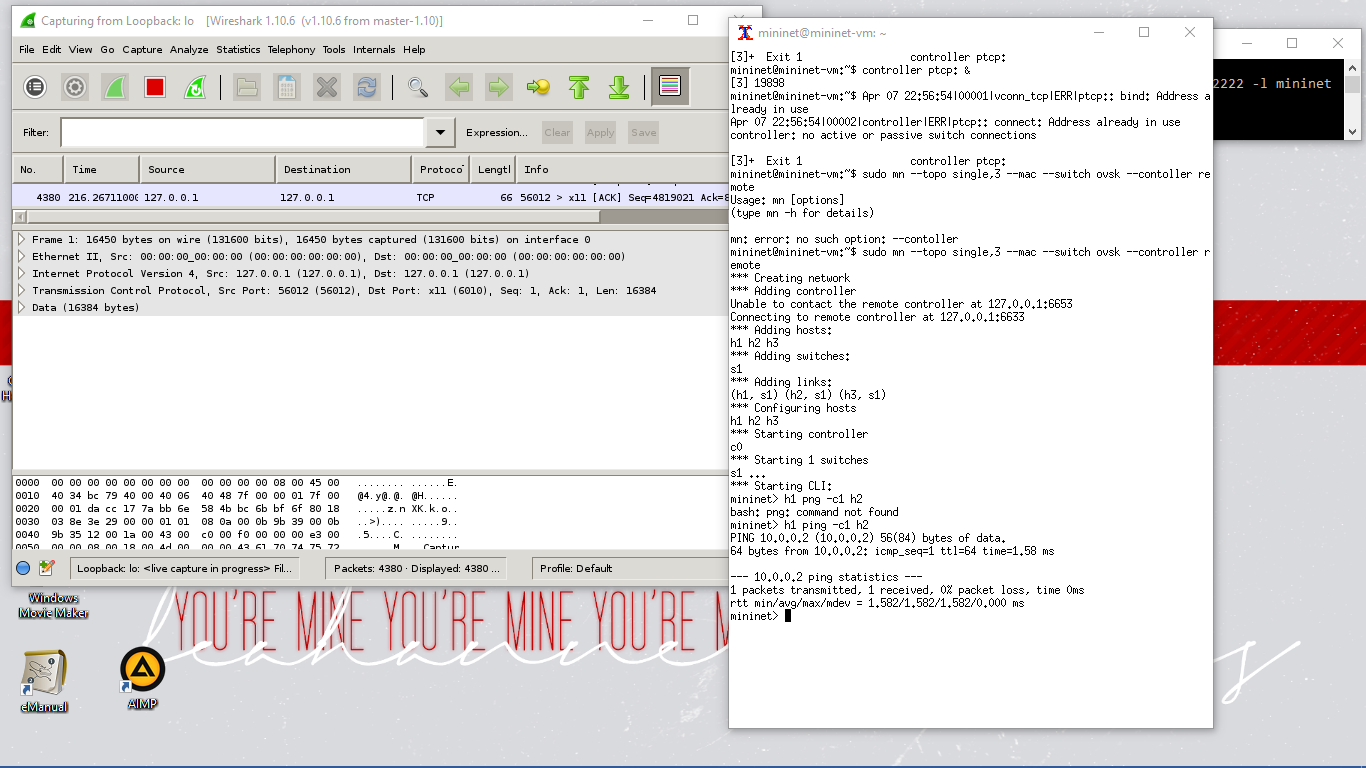 Capturing from Loopback: lo [Wireshark 1.10.6 (v1.10.6 from master-1.10)]
File Edit View Go Capture Analyze Statistics Telephony Tools Internals Help
Filter: Expression... Clear Apply Save
No. Time Source Destination Protoco Lengtl Info
4380 216.26711000 127.0.0.1 127.0.0.1 TCP 66 56012 > x11 [ACK] Seq=4819021 Ack=
Frame 1: 16450 bytes on wire (131600 bits), 16450 bytes captured (131600 bits) on interface 0
Ethernet II, Src: 00:00:00_00:00:00 (00:00:00:00:00:00), Dst: 00:00:00_00:00:00 (00:00:00:00:00:00)
Internet Protocol Version 4, Src: 127.0.0.1 (127.0.0.1), Dst: 127.0.0.1 (127.0.0.1)
Transmission Control Protocol, Src Port: 56012 (56012), Dst Port: x11 (6010), Seq: 1, Ack: 1, Len: 16384
Data (16384 bytes)
0000 00 00 00 00 00 00 00 00 00 00 00 00 08 00 45 00 ........ ......E.
0010 40 34 bc 79 40 00 40 06 40 48 7f 00 00 01 7f 00 @4.y@.@. @H......
0020 00 01 da cc 17 7a bb 6e 58 4b bc 6b bf 6f 80 18 .....z.n XK.k.o..
0030 03 8e 3e 29 00 00 01 01 08 0a 00 0b 9b 39 00 0b ..>).... .....9..
0040 9b 35 12 00 1a 00 43 00 c0 00 f0 00 00 00 e3 00 .5....C. ........
0050 00 00 08 00 18 00 4d 00 00 00 43 61 70 74 75 72 ......M. ..Captur
Loopback: lo: <live capture in progress> Fil... Packets: 4380 · Displayed: 4380 ... Profile: Default
mininet@mininet-vm: ~
[3]+ Exit 1 controller ptcp:
mininet@mininet-vm:~$ controller ptcp: &
[3] 19898
mininet@mininet-vm:~$ Apr 07 22:56:54|00001|vconn_tcp|ERR|ptcp:: bind: Address a
lready in use
Apr 07 22:56:54|00002|controller|ERR|ptcp:: connect: Address already in use
controller: no active or passive switch connections
[3]+ Exit 1 controller ptcp:
mininet@mininet-vm:~$ sudo mn --topo single,3 --mac --switch ovsk --contoller re
mote
Usage: mn [options]
(type mn -h for details)
mn: error: no such option: --contoller
mininet@mininet-vm:~$ sudo mn --topo single,3 --mac --switch ovsk --controller r
emote
*** Creating network
*** Adding controller
Unable to contact the remote controller at 127.0.0.1:6653
Connecting to remote controller at 127.0.0.1:6633
*** Adding hosts:
h1 h2 h3
*** Adding switches:
s1
*** Adding links:
(h1, s1) (h2, s1) (h3, s1)
*** Configuring hosts
h1 h2 h3
*** Starting controller
c0
*** Starting 1 switches
s1 ...
*** Starting CLI:
mininet> h1 png -c1 h2
bash: png: command not found
mininet> h1 ping -c1 h2
PING 10.0.0.2 (10.0.0.2) 56(84) bytes of data.
64 bytes from 10.0.0.2: icmp_seq=1 ttl=64 time=1.58 ms
--- 10.0.0.2 ping statistics ---
1 packets transmitted, 1 received, 0% packet loss, time 0ms
rtt min/avg/max/mdev = 1.582/1.582/1.582/0.000 ms
mininet>
2222 -l mininet
Windows
Movie Maker
eManual
AIMP
YOU'RE MINE YOU'RE MINE YOU'RE M